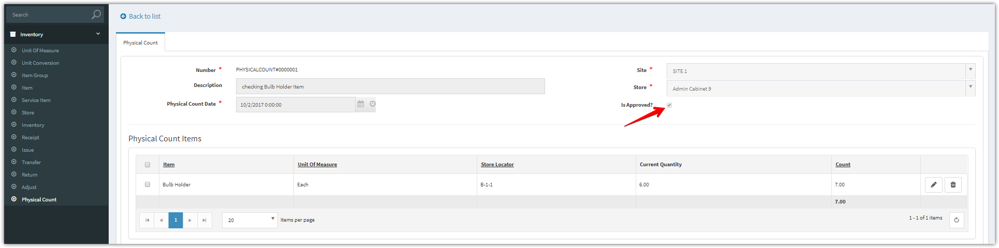 Search
Inventory
Unit Of Measure
Unit Conversion
Item Group
Item
Service Item
Store
Inventory
Receipt
Issue
Transfer
Return
Adjust
Physical Count
Back to list
Physical Count
Number * PHYSICALCOUNT#0000001
Description checking Bulb Holder Item
Physical Count Date * 10/2/2017 0:00:00
Site * SITE 1
Store * Admin Cabinet 9
Is Approved?
Physical Count Items
Item Unit Of Measure Store Locator Current Quantity Count
Bulb Holder Each B-1-1 6.00 7.00
7.00
1 20 items per page 1 - 1 of 1 items